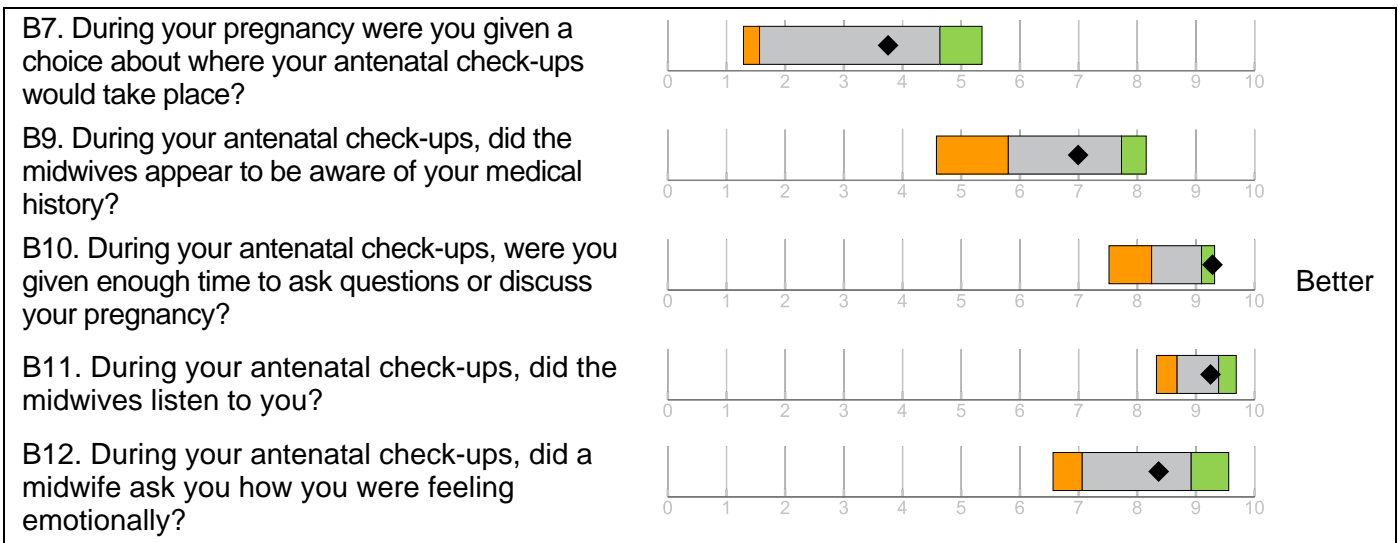 B7. During your pregnancy were you given a
choice about where your antenatal check-ups
would take place?
0 1 2 3 4 5 6 7 8 9 10
B9. During your antenatal check-ups, did the
midwives appear to be aware of your medical
history?
0 1 2 3 4 5 6 7 8 9 10
B10. During your antenatal check-ups, were you
given enough time to ask questions or discuss
your pregnancy?
0 1 2 3 4 5 6 7 8 9 10
Better
B11. During your antenatal check-ups, did the
midwives listen to you?
0 1 2 3 4 5 6 7 8 9 10
B12. During your antenatal check-ups, did a
midwife ask you how you were feeling
emotionally?
0 1 2 3 4 5 6 7 8 9 10